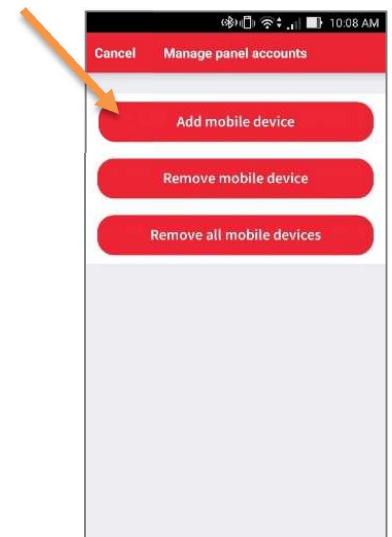 10:08 AM
Cancel Manage panel accounts
Add mobile device
Remove mobile device
Remove all mobile devices